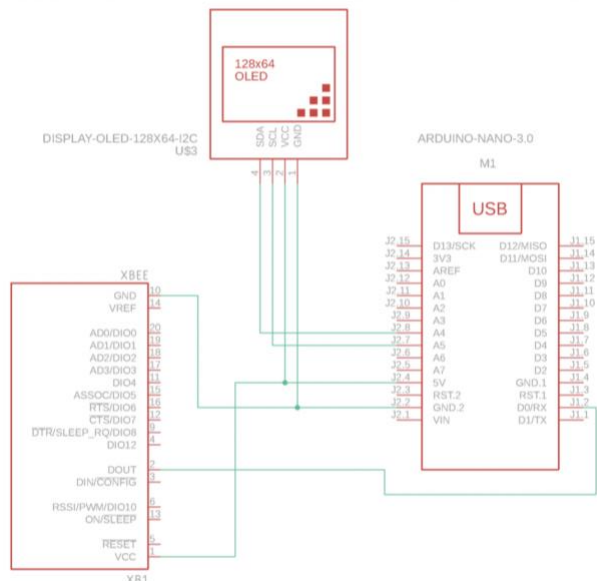 128x64
OLED
SDA
SCL
VCC
GND
4
3
2
1
DISPLAY-OLED-128X64-I2C
U$3
ARDUINO-NANO-3.0
M1
USB
J2.15 D13/SCK D12/MISO J1.15
J2.14 3V3 D11/MOSI J1.14
J2.13 AREF D10 J1.13
J2.12 A0 D9 J1.12
J2.11 A1 D8 J1.11
J2.10 A2 D7 J1.10
J2.9 A3 D6 J1.9
J2.8 A4 D5 J1.8
J2.7 A5 D4 J1.7
J2.6 A6 D3 J1.6
J2.5 A7 D2 J1.5
J2.4 5V GND.1 J1.4
J2.3 RST.2 RST.1 J1.3
J2.2 GND.2 D0/RX J1.2
J2.1 VIN D1/TX J1.1
XBEE
GND 10
VREF 14
AD0/DIO0 20
AD1/DIO1 19
AD2/DIO2 18
AD3/DIO3 17
DIO4 11
ASSOC/DIO5 15
RTS/DIO6 16
CTS/DIO7 12
DTR/SLEEP_RQ/DIO8 9
DIO12 4
DOUT 2
DIN/CONFIG 3
RSSI/PWM/DIO10 6
ON/SLEEP 13
RESET 5
VCC 1
XB1